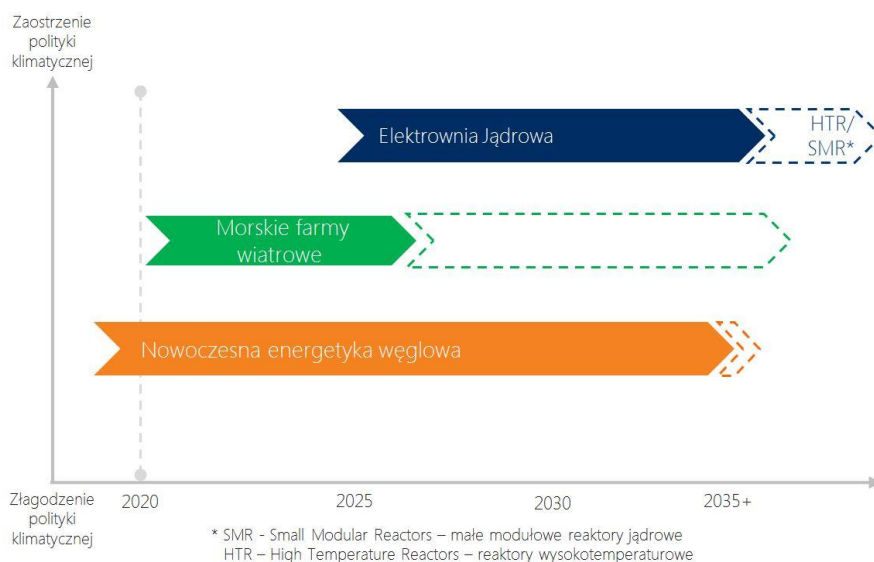 Zaostrzenie
polityki
klimatycznej
Elektrownia Jądrowa
HTR/
SMR*
Morskie farmy
wiatrowe
Nowoczesna energetyka węglowa
Złagodzenie
polityki
klimatycznej
2020
2025
2030
2035+
* SMR - Small Modular Reactors – małe modułowe reaktory jądrowe
HTR – High Temperature Reactors – reaktory wysokotemperaturowe